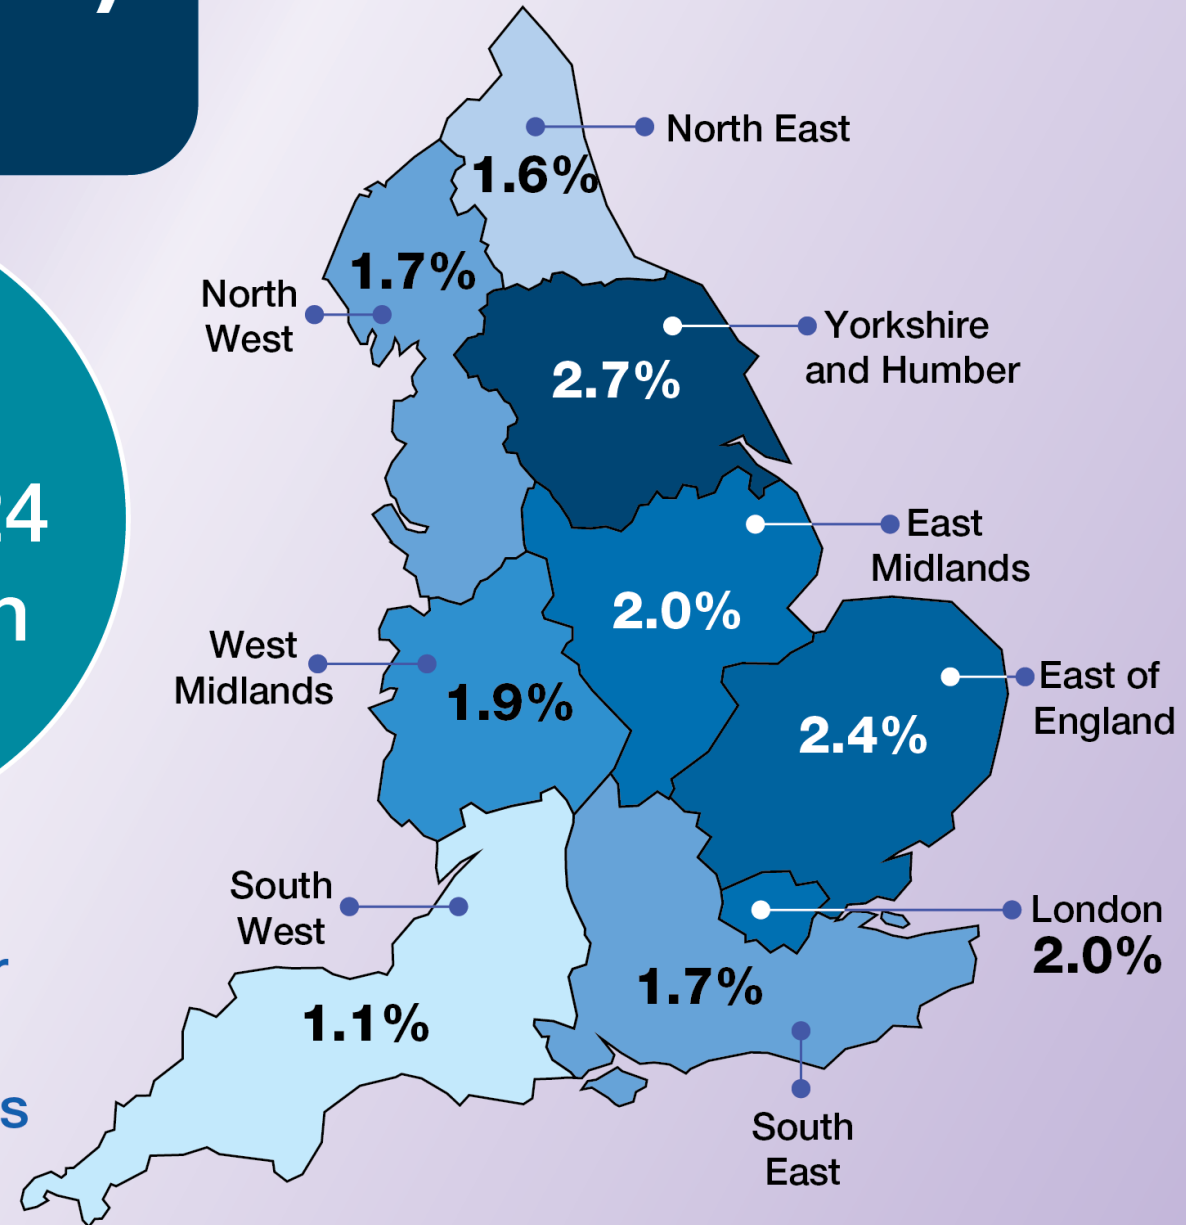 North East
1.6%
1.7%
North
West
Yorkshire
and Humber
2.7%
East
Midlands
2.0%
West
Midlands
1.9%
East of
England
2.4%
South
West
London
2.0%
1.7%
1.1%
South
East
24
n
r
s